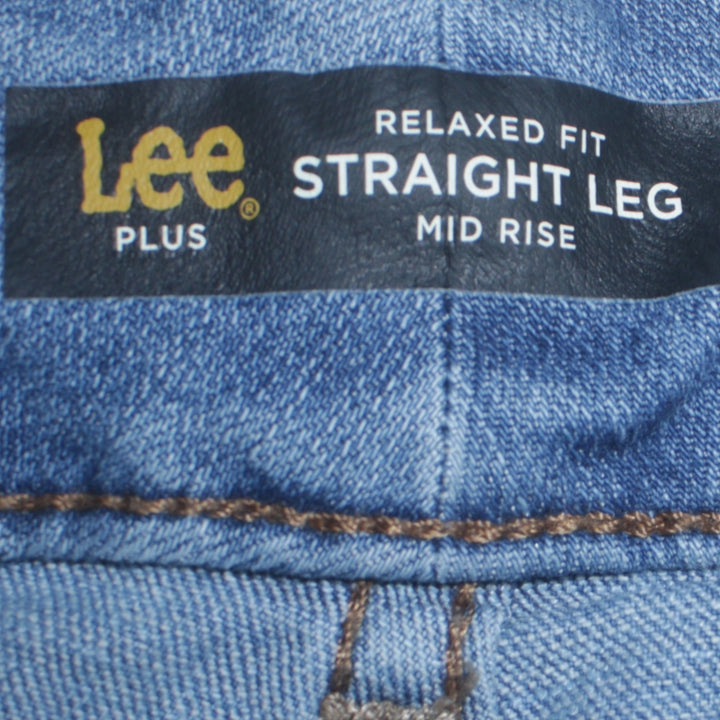 Lee®
PLUS
RELAXED FIT
STRAIGHT LEG
MID RISE